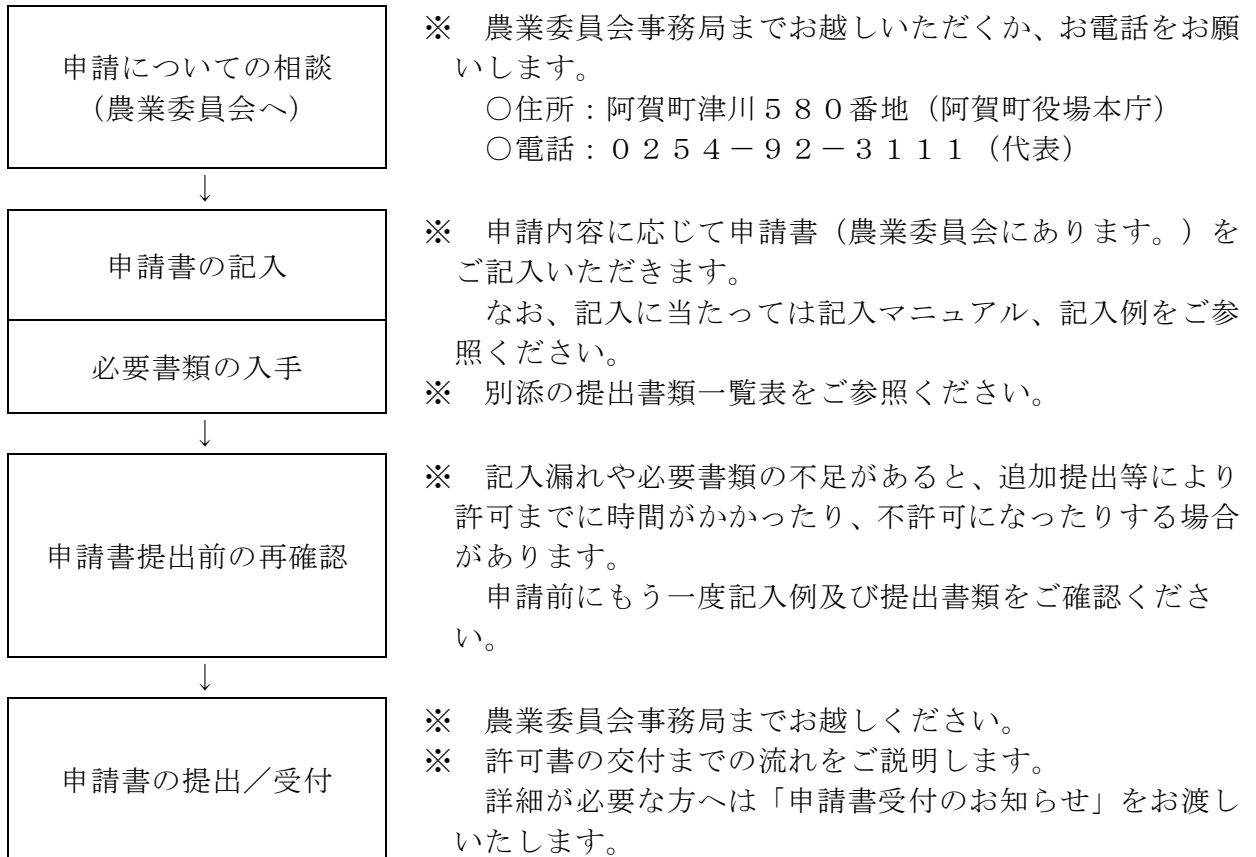 申請についての相談
（農業委員会へ）
※　農業委員会事務局までお越しいただくか、お電話をお願
いします。
○住所：阿賀町津川５８０番地（阿賀町役場本庁）
○電話：０２５４－９２－３１１１（代表）
↓
申請書の記入
必要書類の入手
※　申請内容に応じて申請書（農業委員会にあります。）を
ご記入いただきます。
なお、記入に当たっては記入マニュアル、記入例をご参
照ください。
※　別添の提出書類一覧表をご参照ください。
↓
申請書提出前の再確認
※　記入漏れや必要書類の不足があると、追加提出等により
許可までに時間がかかったり、不許可になったりする場合
があります。
申請前にもう一度記入例及び提出書類をご確認くださ
い。
↓
申請書の提出／受付
※　農業委員会事務局までお越しください。
※　許可書の交付までの流れをご説明します。
詳細が必要な方へは「申請書受付のお知らせ」をお渡し
いたします。